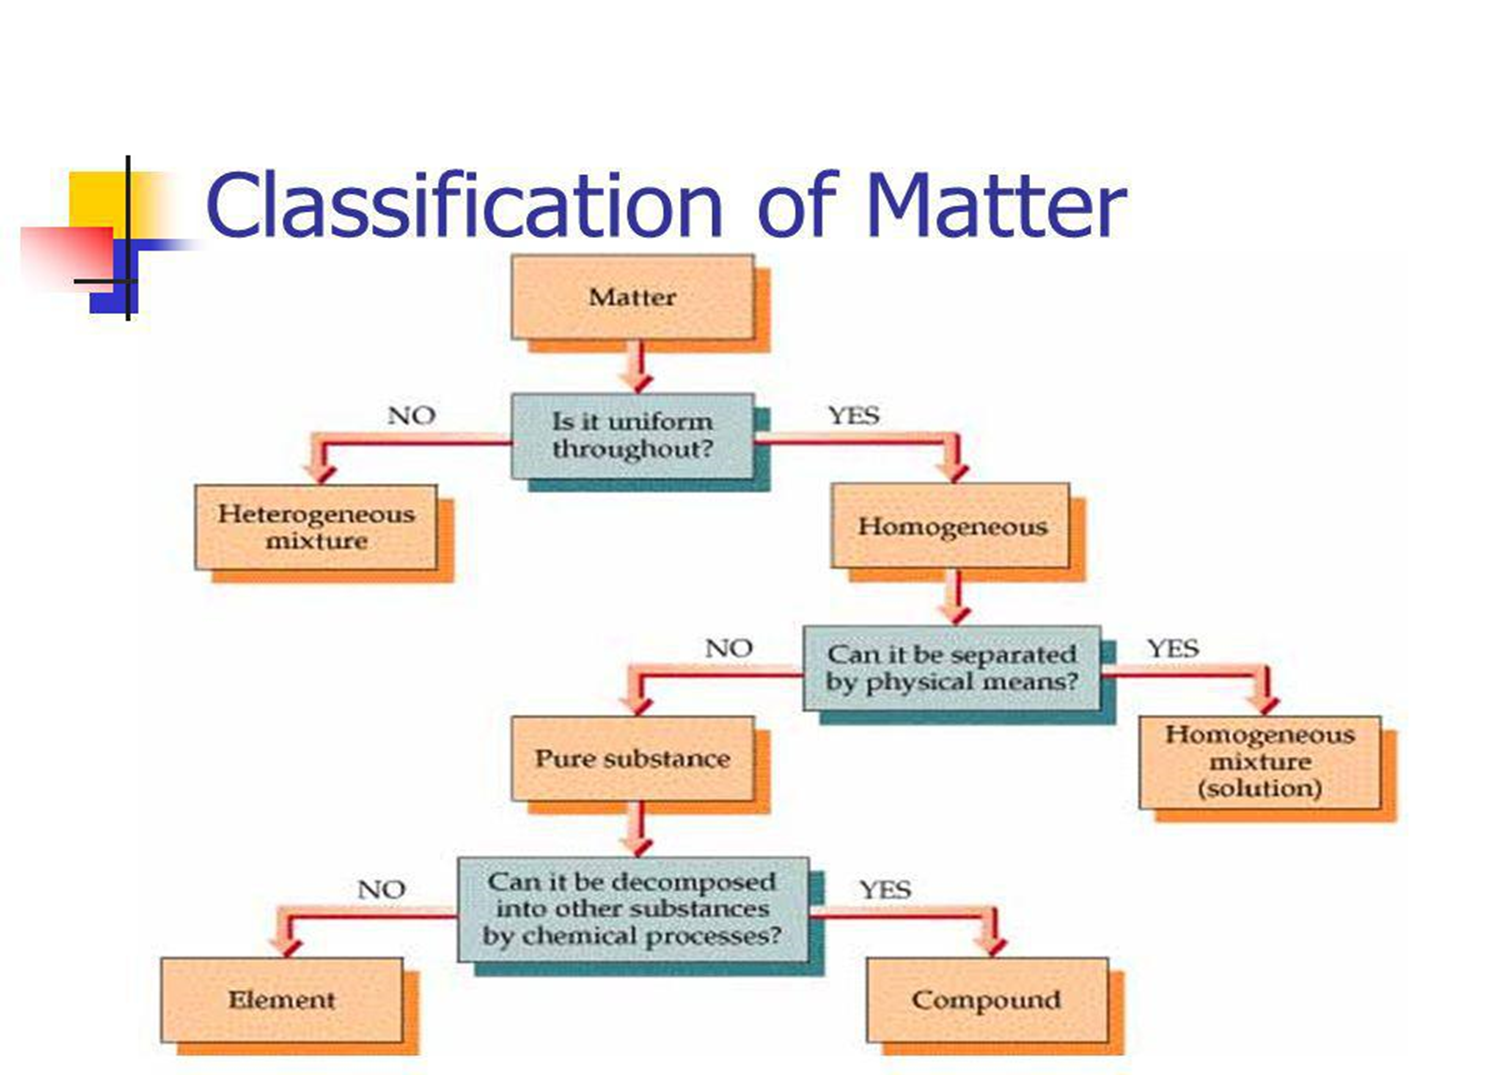 Classification of Matter
Matter
NO
Is it uniform
throughout?
YES
Heterogeneous
mixture
Homogeneous
NO
Can it be separated
by physical means?
YES
Pure substance
Homogeneous
mixture
(solution)
NO
Can it be decomposed
into other substances
by chemical processes?
YES
Element
Compound